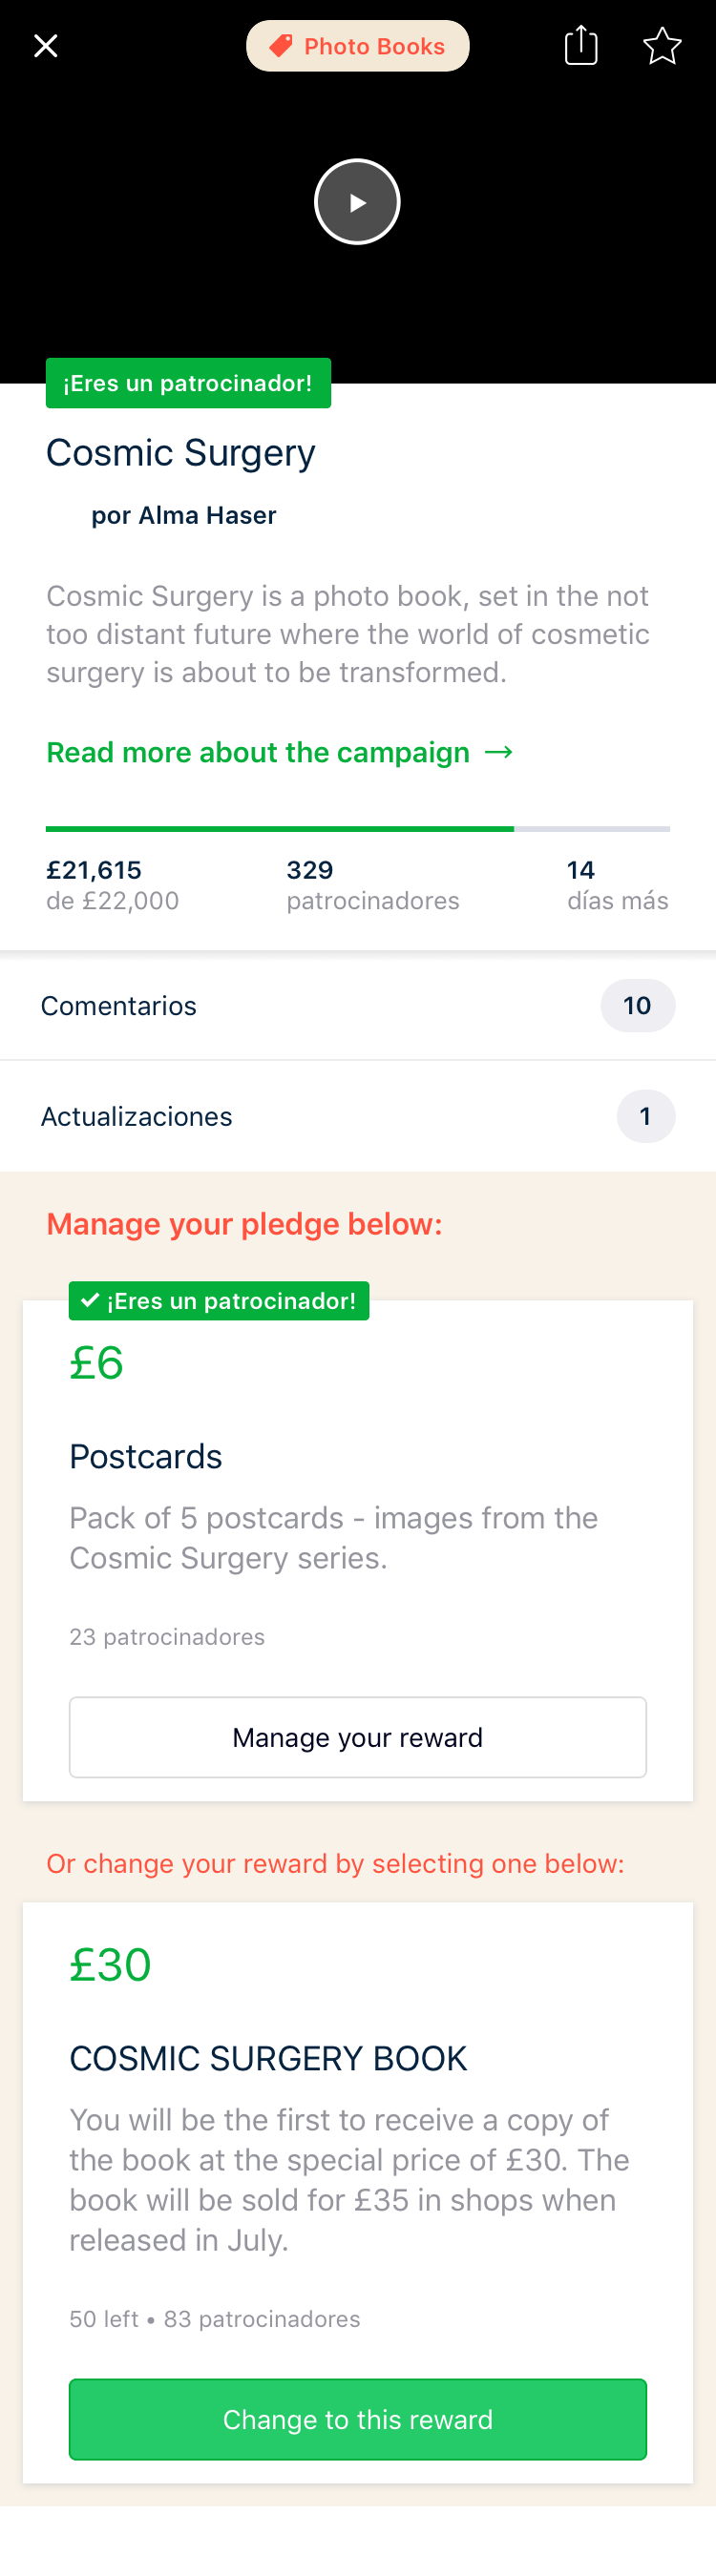 Photo Books
¡Eres un patrocinador!
Cosmic Surgery
por Alma Haser
Cosmic Surgery is a photo book, set in the not
too distant future where the world of cosmetic
surgery is about to be transformed.
Read more about the campaign →
£21,615
de £22,000
329
patrocinadores
14
días más
Comentarios
10
Actualizaciones
1
Manage your pledge below:
✓ ¡Eres un patrocinador!
£6
Postcards
Pack of 5 postcards - images from the
Cosmic Surgery series.
23 patrocinadores
Manage your reward
Or change your reward by selecting one below:
£30
COSMIC SURGERY BOOK
You will be the first to receive a copy of
the book at the special price of £30. The
book will be sold for £35 in shops when
released in July.
50 left • 83 patrocinadores
Change to this reward